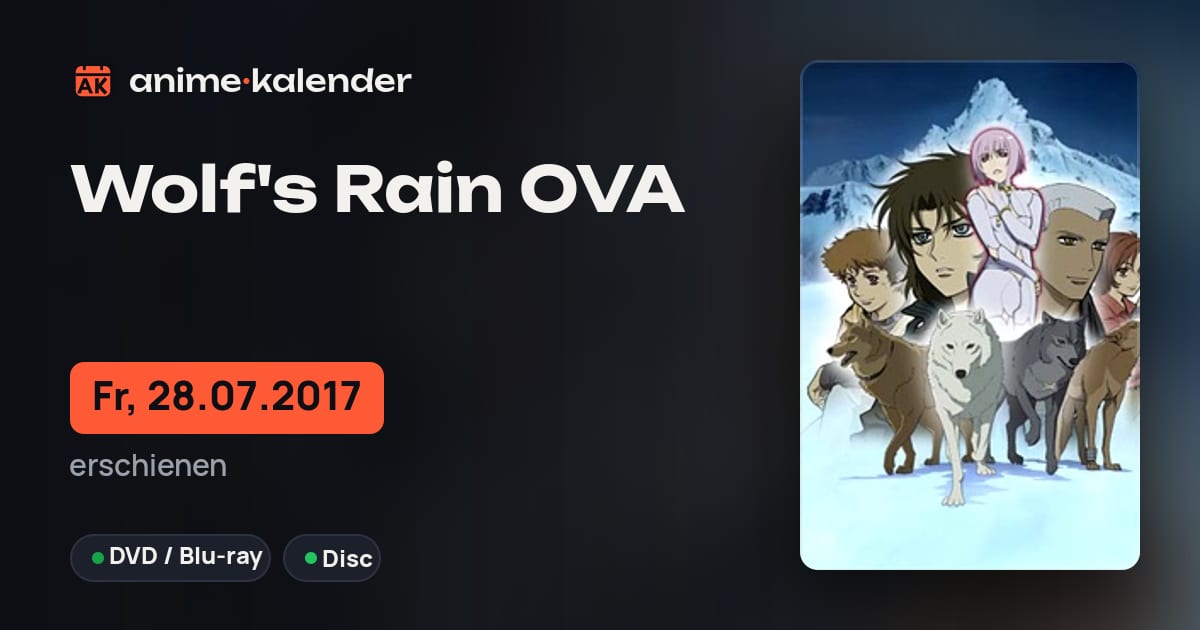 AK anime·kalender
Wolf's Rain OVA
Fr, 28.07.2017
erschienen
DVD / Blu-ray Disc